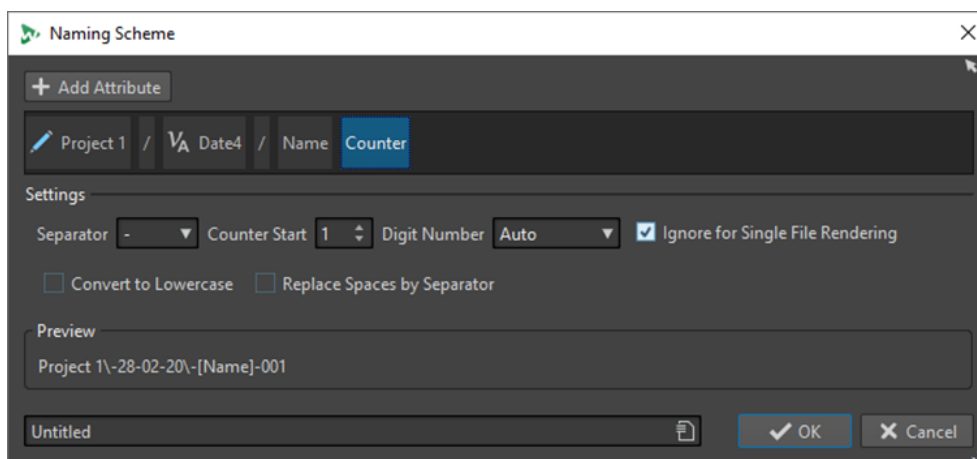 Naming Scheme
+ Add Attribute
Project 1 / VA Date4 / Name Counter
Settings
Separator - Counter Start 1 Digit Number Auto Ignore for Single File Rendering
Convert to Lowercase Replace Spaces by Separator
Preview
Project 1\-28-02-20\-[Name]-001
Untitled OK Cancel